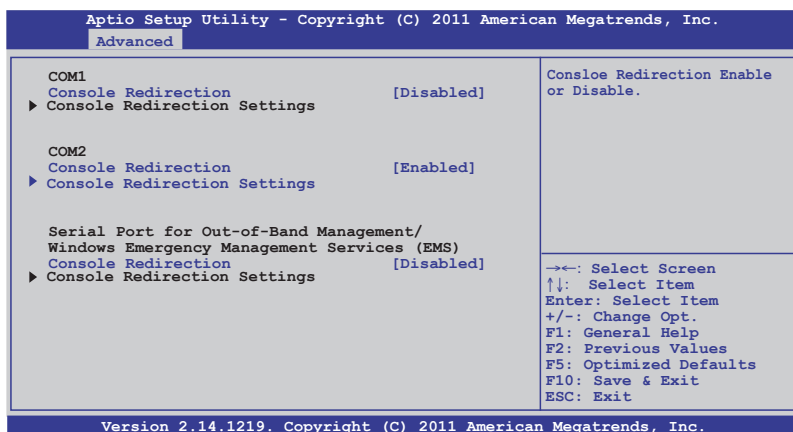 Aptio Setup Utility - Copyright (C) 2011 American Megatrends, Inc.
Advanced
COM1
Console Redirection [Disabled]
▶ Console Redirection Settings
COM2
Console Redirection [Enabled]
▶ Console Redirection Settings
Serial Port for Out-of-Band Management/
Windows Emergency Management Services (EMS)
Console Redirection [Disabled]
▶ Console Redirection Settings
Consloe Redirection Enable
or Disable.
→←: Select Screen
↑↓: Select Item
Enter: Select Item
+/-: Change Opt.
F1: General Help
F2: Previous Values
F5: Optimized Defaults
F10: Save & Exit
ESC: Exit
Version 2.14.1219. Copyright (C) 2011 American Megatrends, Inc.